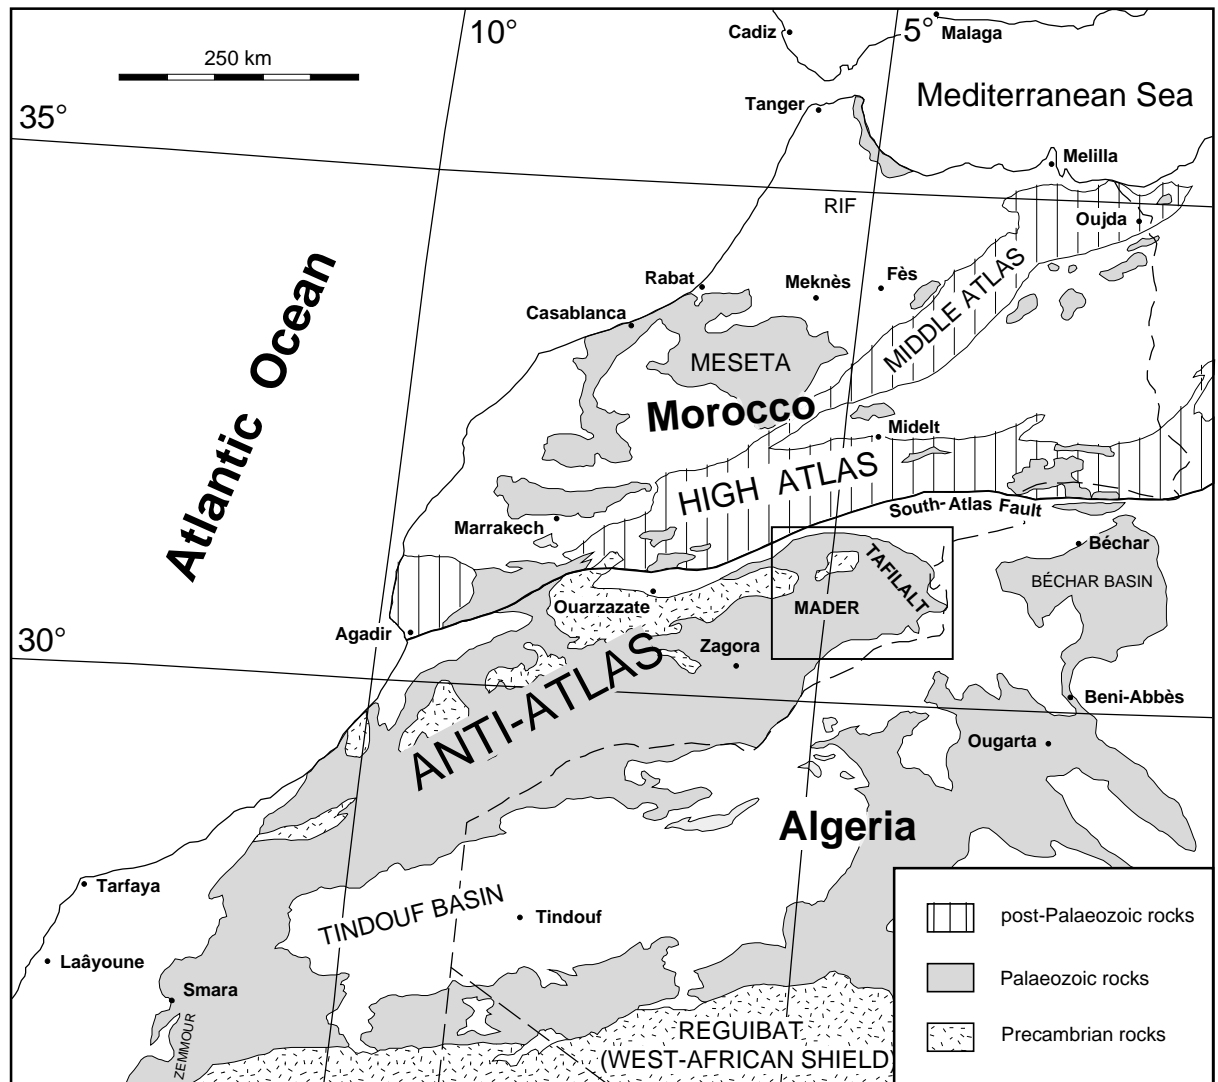 10°
5°
Cadiz
Malaga
250 km
Mediterranean Sea
Tanger
35°
Melilla
RIF
Oujda
Atlantic Ocean
Rabat
Meknès
Fès
Casablanca
MIDDLE ATLAS
MESETA
Morocco
Midelt
HIGH ATLAS
South-Atlas Fault
Marrakech
Béchar
TAFILALT
BÉCHAR BASIN
Ouarzazate
MADER
Agadir
30°
Zagora
ANTI-ATLAS
Beni-Abbès
Ougarta
Algeria
Tarfaya
TINDOUF BASIN
Tindouf
post-Palaeozoic rocks
Laâyoune
Smara
Palaeozoic rocks
ZEMMOUR
REGUIBAT
(WEST-AFRICAN SHIELD)
Precambrian rocks